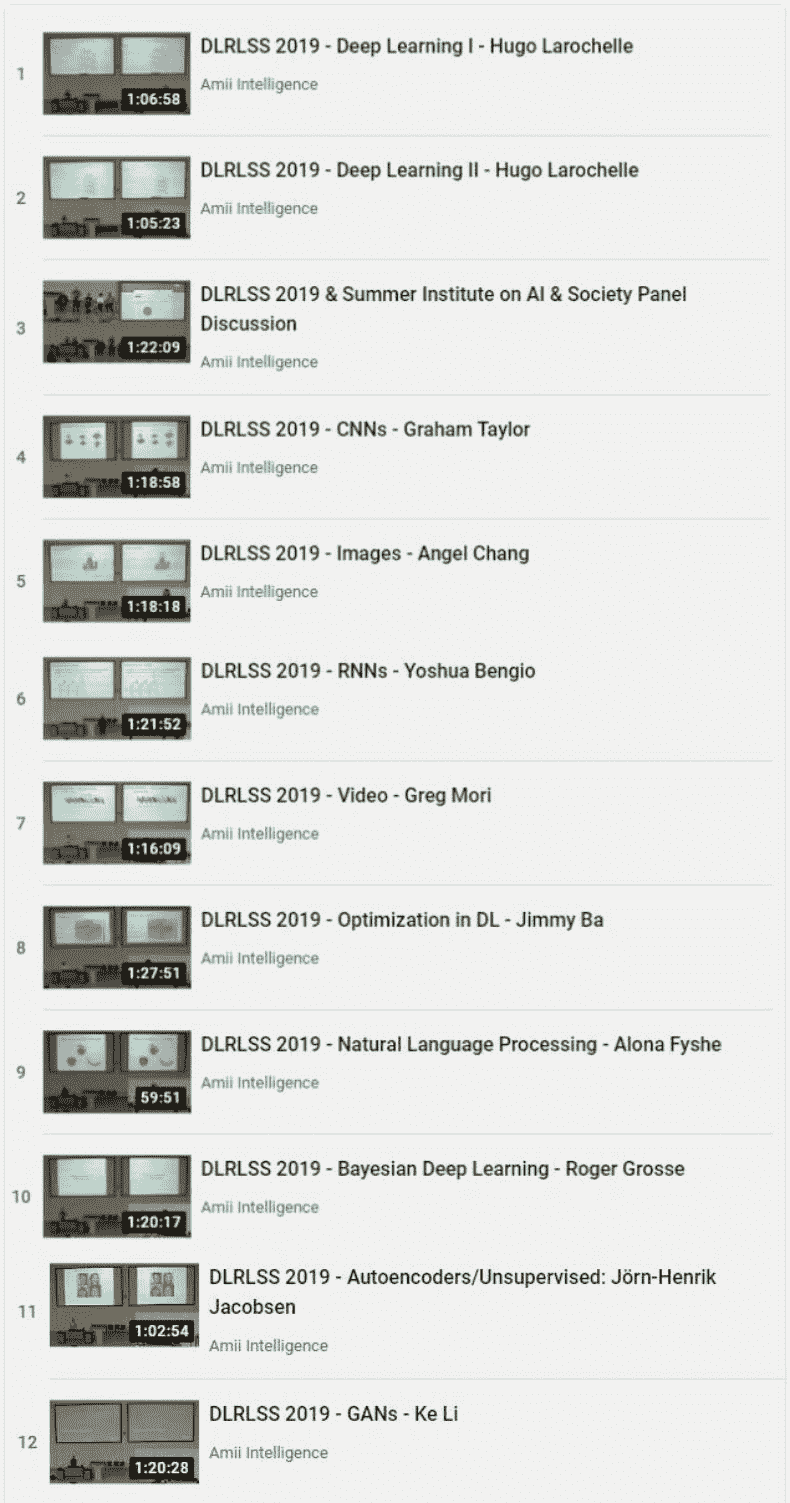 1
1:06:58
DLRLSS 2019 - Deep Learning I - Hugo Larochelle
Amii Intelligence
2
1:05:23
DLRLSS 2019 - Deep Learning II - Hugo Larochelle
Amii Intelligence
3
1:22:09
DLRLSS 2019 & Summer Institute on AI & Society Panel
Discussion
Amii Intelligence
4
1:18:58
DLRLSS 2019 - CNNs - Graham Taylor
Amii Intelligence
5
1:18:18
DLRLSS 2019 - Images - Angel Chang
Amii Intelligence
6
1:21:52
DLRLSS 2019 - RNNs - Yoshua Bengio
Amii Intelligence
7
1:16:09
DLRLSS 2019 - Video - Greg Mori
Amii Intelligence
8
1:27:51
DLRLSS 2019 - Optimization in DL - Jimmy Ba
Amii Intelligence
9
59:51
DLRLSS 2019 - Natural Language Processing - Alona Fyshe
Amii Intelligence
10
1:20:17
DLRLSS 2019 - Bayesian Deep Learning - Roger Grosse
Amii Intelligence
11
1:02:54
DLRLSS 2019 - Autoencoders/Unsupervised: Jörn-Henrik
Jacobsen
Amii Intelligence
12
1:20:28
DLRLSS 2019 - GANs - Ke Li
Amii Intelligence